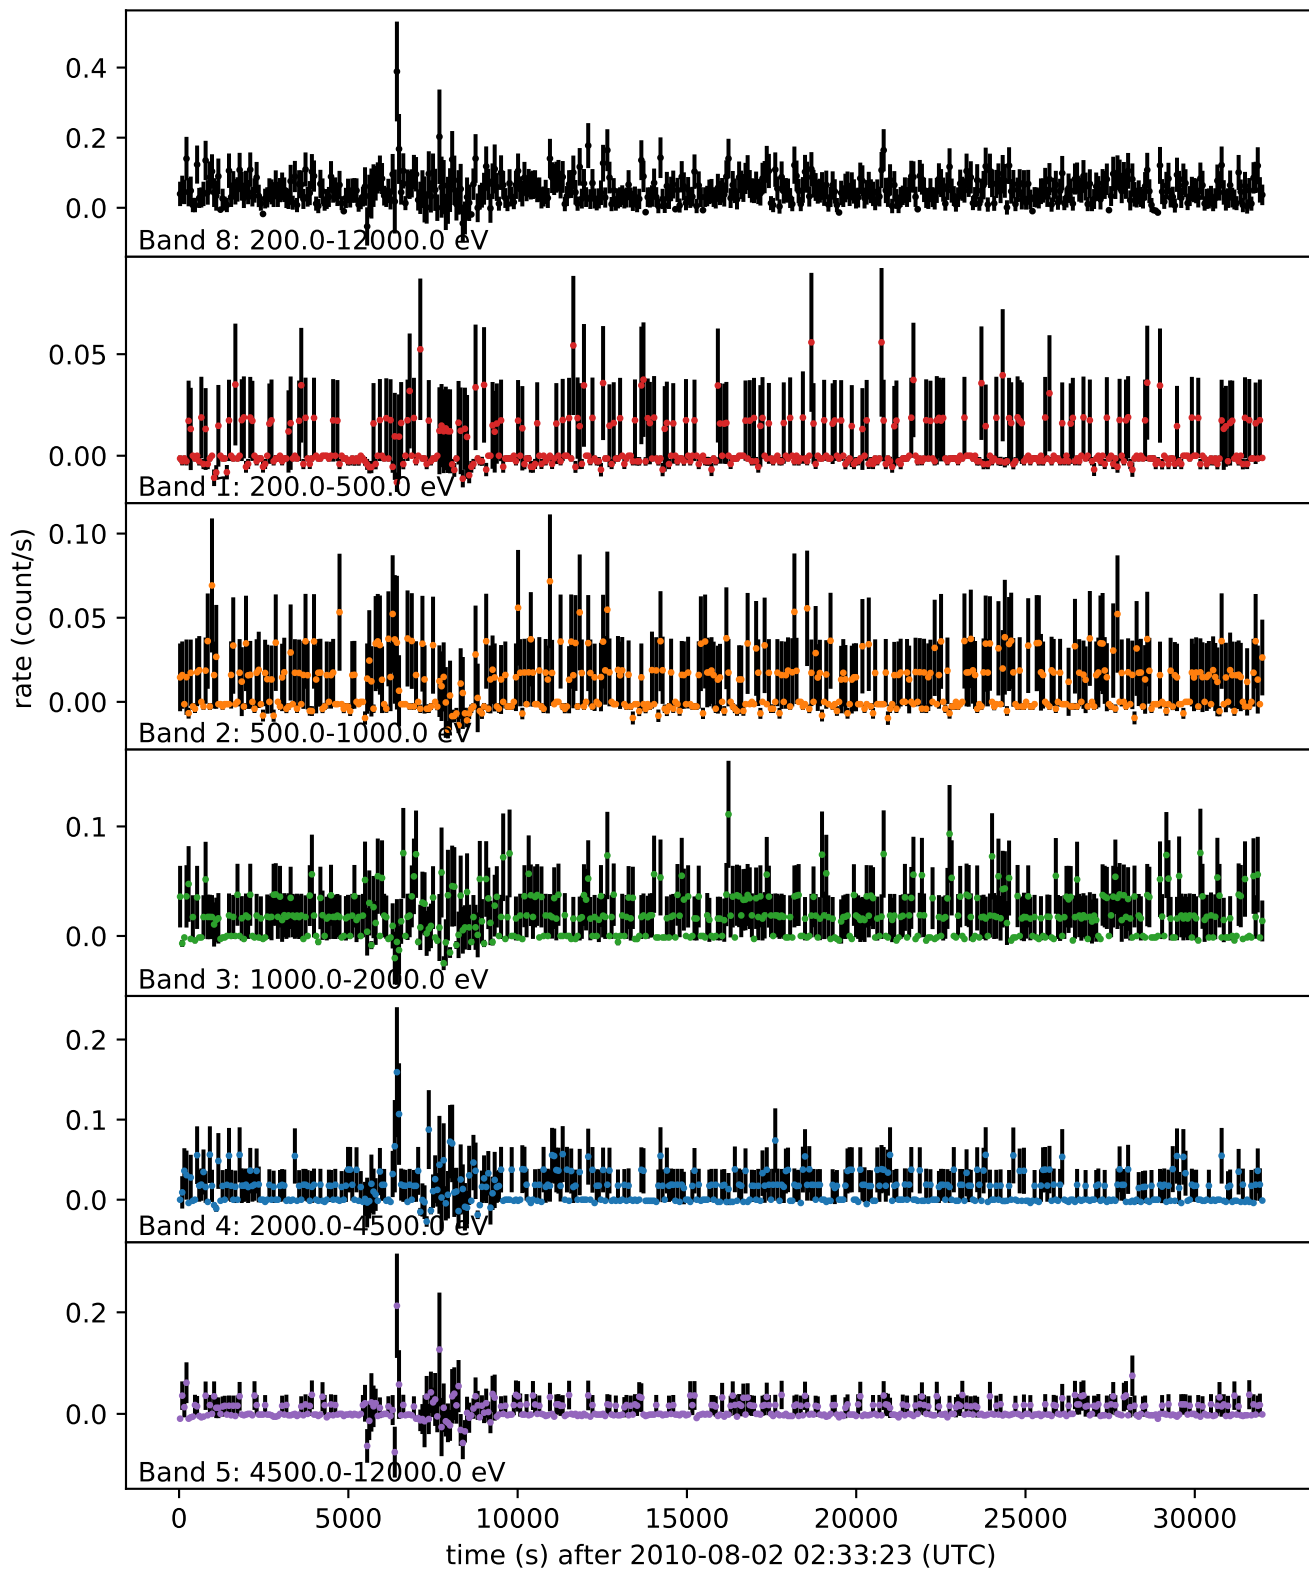 0.4
0.2
0.0
Band 8: 200.0-12000.0 eV
0.05
0.00
Band 1: 200.0-500.0 eV
0.10
0.05
0.00
Band 2: 500.0-1000.0 eV
rate (count/s)
0.1
0.0
Band 3: 1000.0-2000.0 eV
0.2
0.1
0.0
Band 4: 2000.0-4500.0 eV
0.2
0.0
Band 5: 4500.0-12000.0 eV
0 5000 10000 15000 20000 25000 30000
time (s) after 2010-08-02 02:33:23 (UTC)